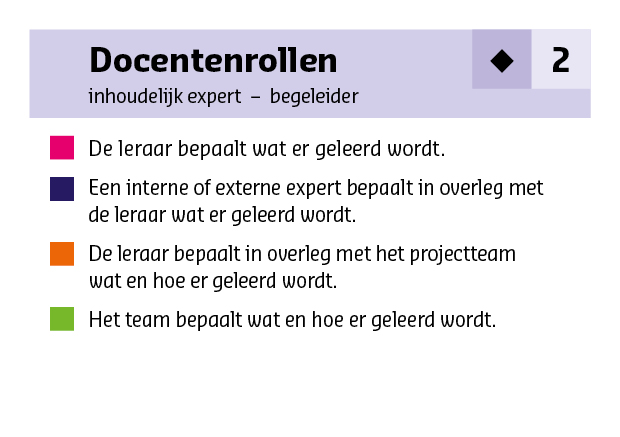 Docentenrollen
◆ 2
inhoudelijk expert – begeleider
De leraar bepaalt wat er geleerd wordt.
Een interne of externe expert bepaalt in overleg met
de leraar wat er geleerd wordt.
De leraar bepaalt in overleg met het projectteam
wat en hoe er geleerd wordt.
Het team bepaalt wat en hoe er geleerd wordt.